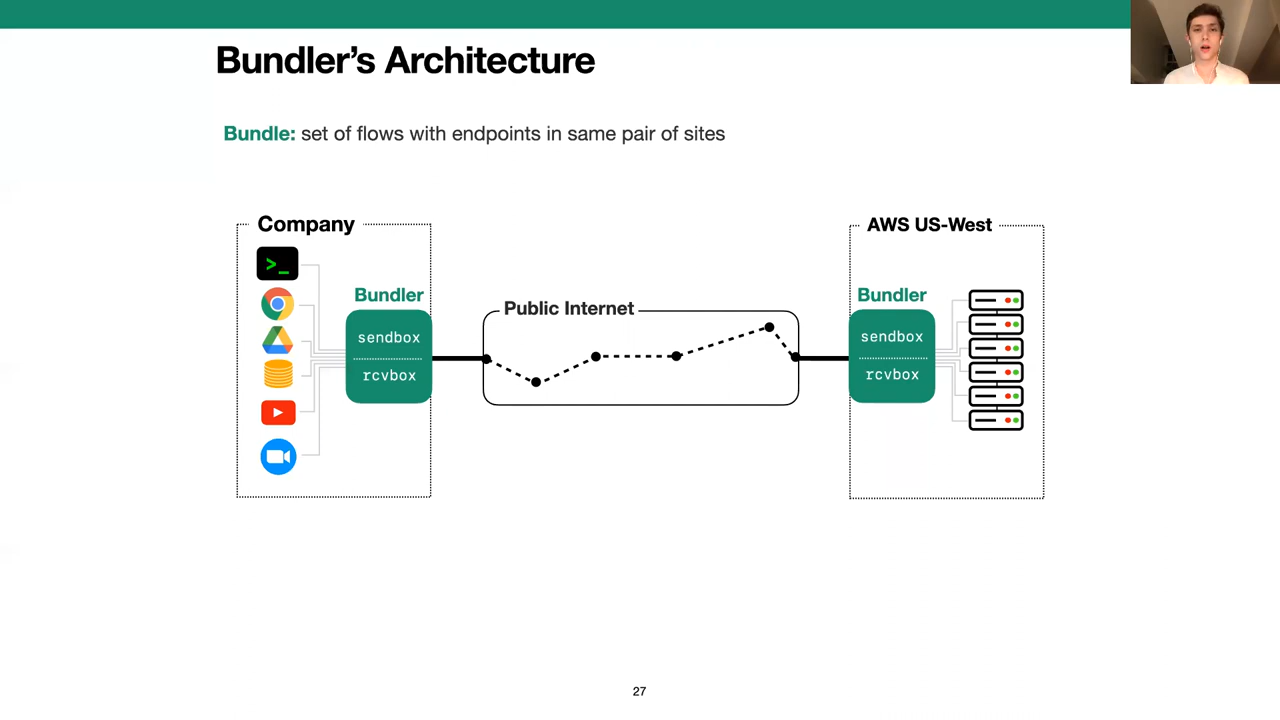 Bundler's Architecture
Bundle: set of flows with endpoints in same pair of sites
Company
AWS US-West
>_
Bundler
sendbox
rcvbox
Public Internet
Bundler
sendbox
rcvbox
27